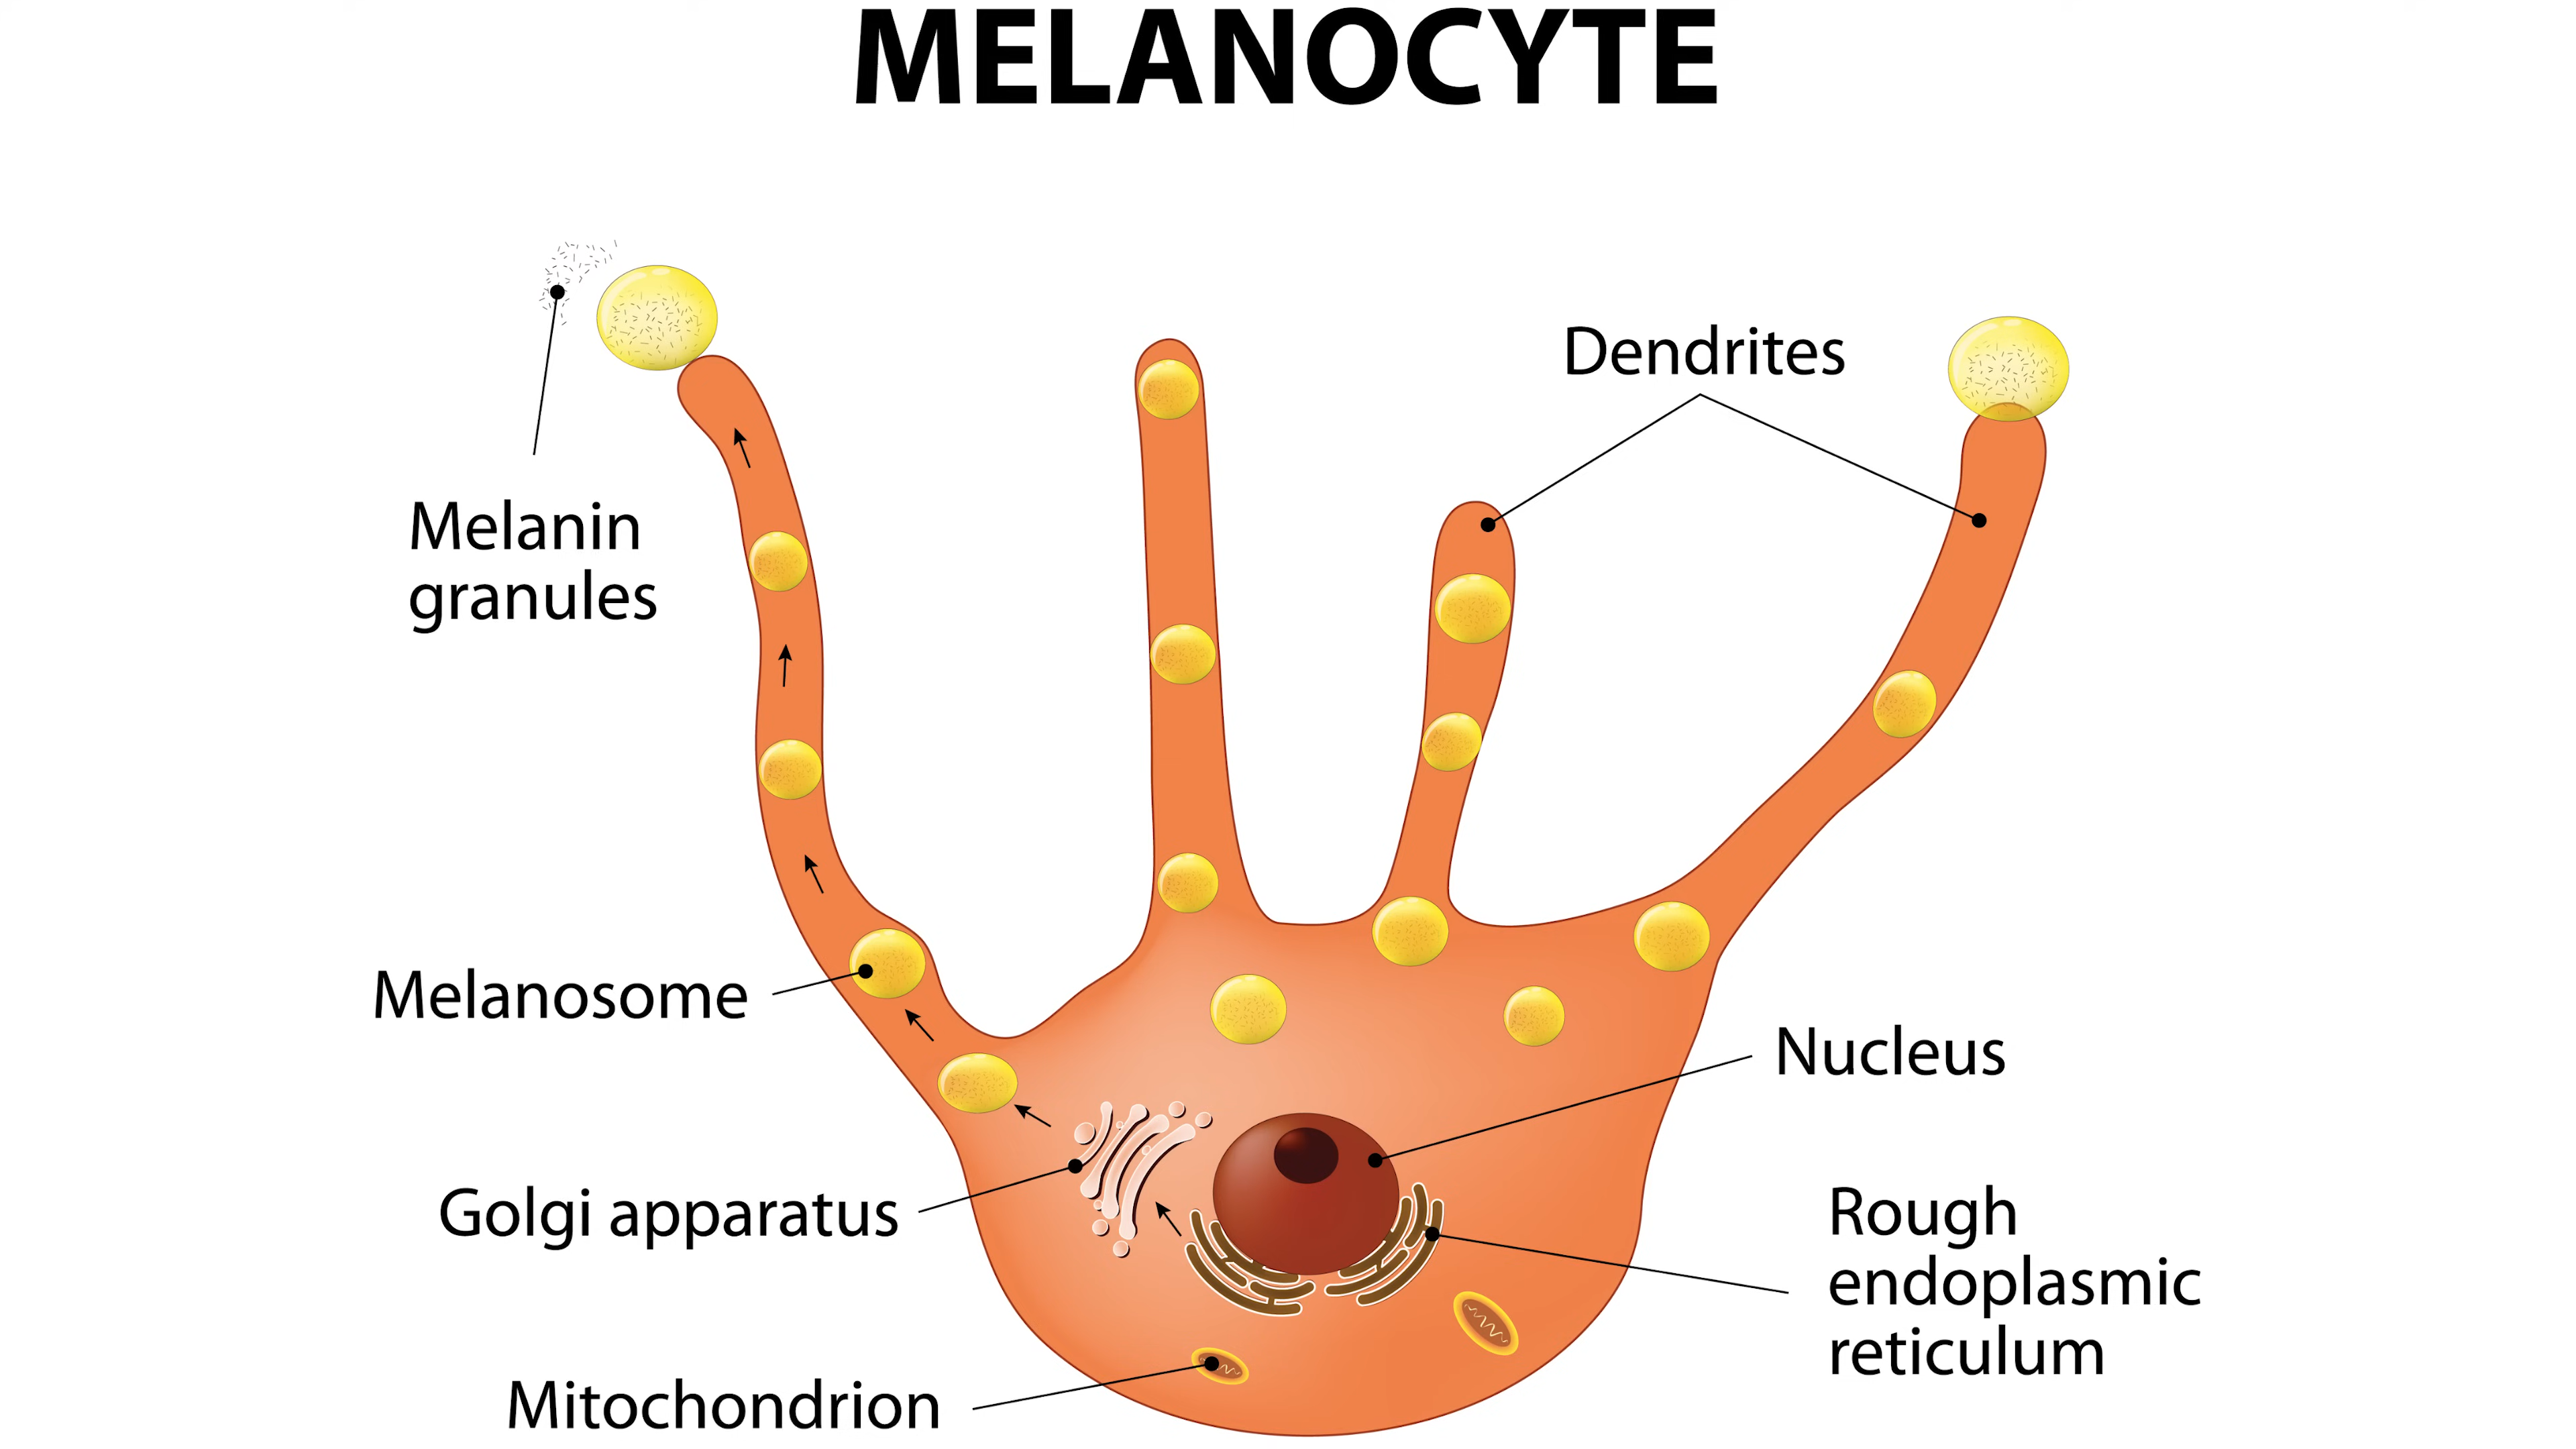 MELANOCYTE
Dendrites
Melanin
granules
Melanosome
Nucleus
Golgi apparatus
Rough
endoplasmic
reticulum
Mitochondrion